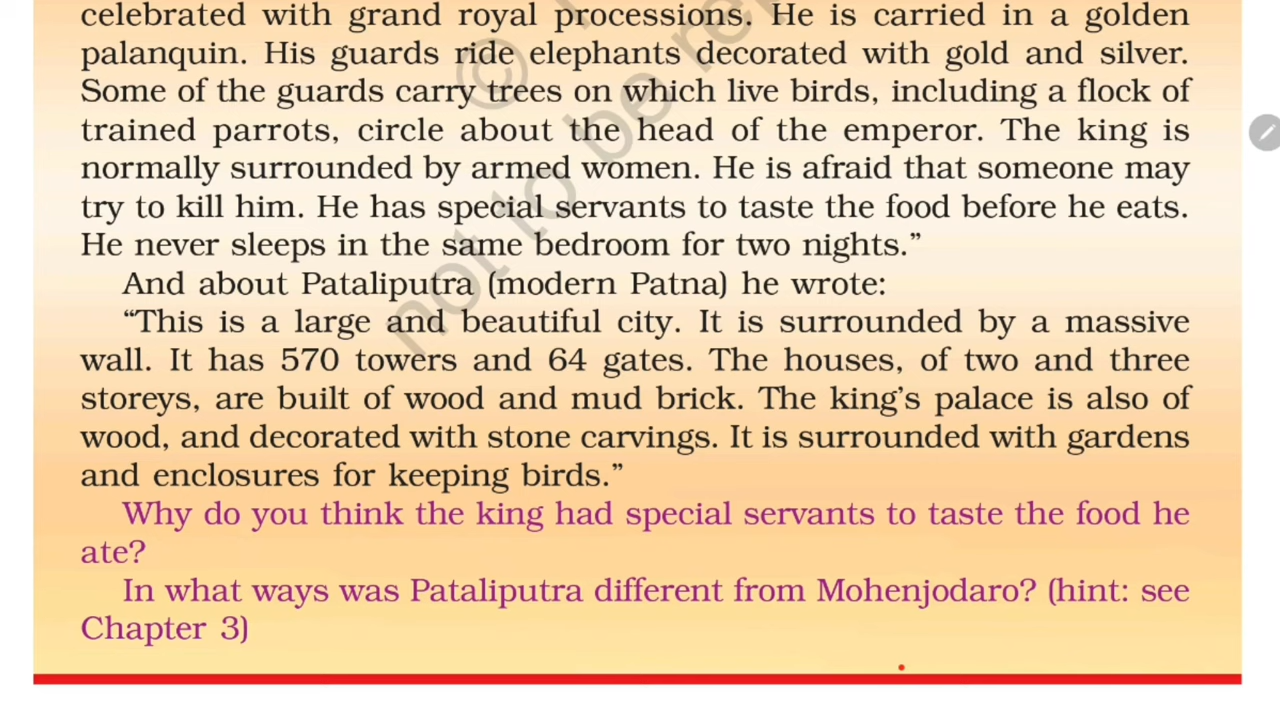 celebrated with grand royal processions. He is carried in a golden
palanquin. His guards ride elephants decorated with gold and silver.
Some of the guards carry trees on which live birds, including a flock of
trained parrots, circle about the head of the emperor. The king is
normally surrounded by armed women. He is afraid that someone may
try to kill him. He has special servants to taste the food before he eats.
He never sleeps in the same bedroom for two nights.”
And about Pataliputra (modern Patna) he wrote:
“This is a large and beautiful city. It is surrounded by a massive
wall. It has 570 towers and 64 gates. The houses, of two and three
storeys, are built of wood and mud brick. The king’s palace is also of
wood, and decorated with stone carvings. It is surrounded with gardens
and enclosures for keeping birds.”
Why do you think the king had special servants to taste the food he
ate?
In what ways was Pataliputra different from Mohenjodaro? (hint: see
Chapter 3)
©
not to be re